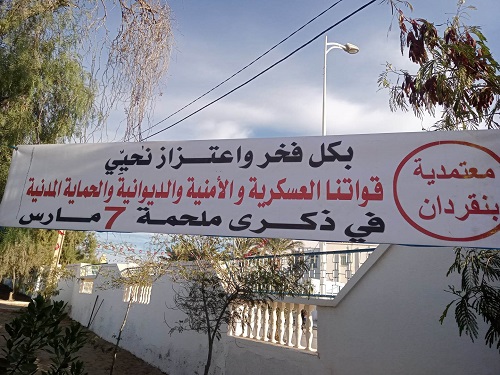 بكل فخر واعتزاز نحيّي
قواتنا العسكرية و الأمنية والديوانية والحماية المدنية
في ذكرى ملحمة 7 مارس
معتمدية
بنقردان